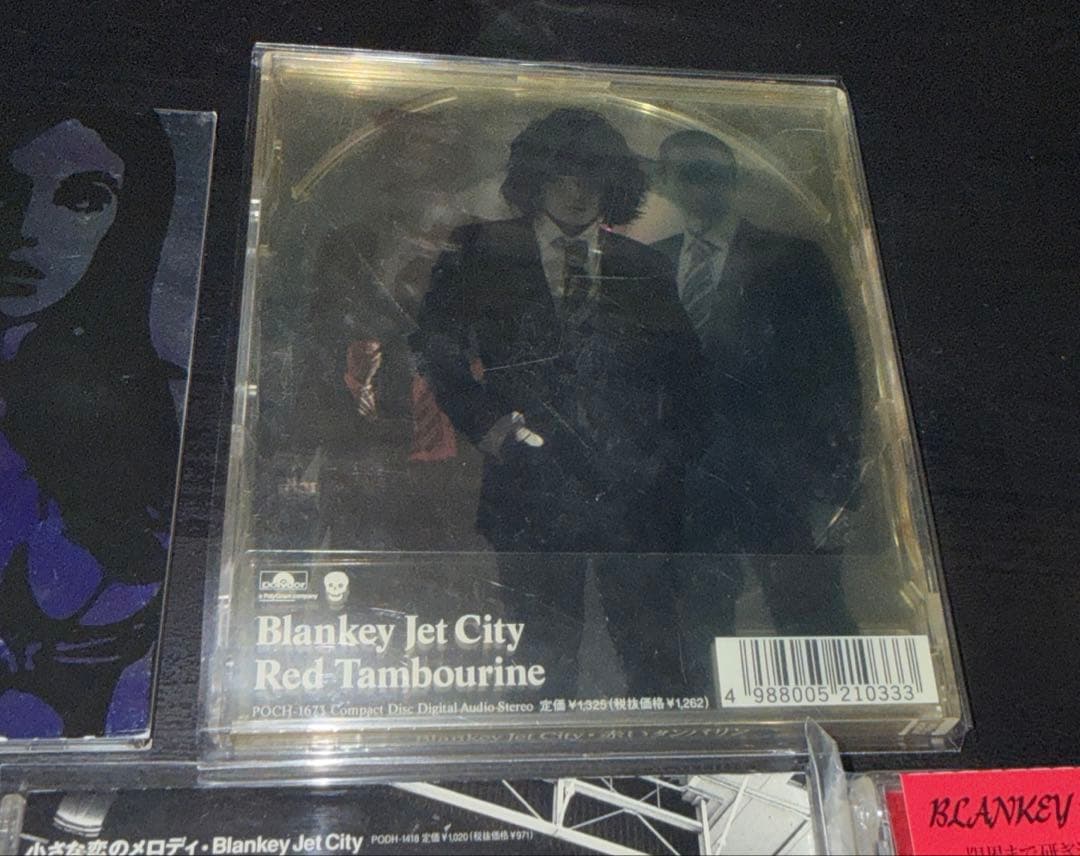 Polydor
a PolyGram company
Blankey Jet City
Red Tambourine
POCH-1673 Compact Disc Digital Audio Stereo 定価¥1,325(税抜価格¥1,262)
4 988005 210333
Blankey Jet City・赤いタンバリン
小さな恋のメロディ・Blankey Jet City PODH-1418 定価¥1,020(税抜価格¥971)
BLANKEY